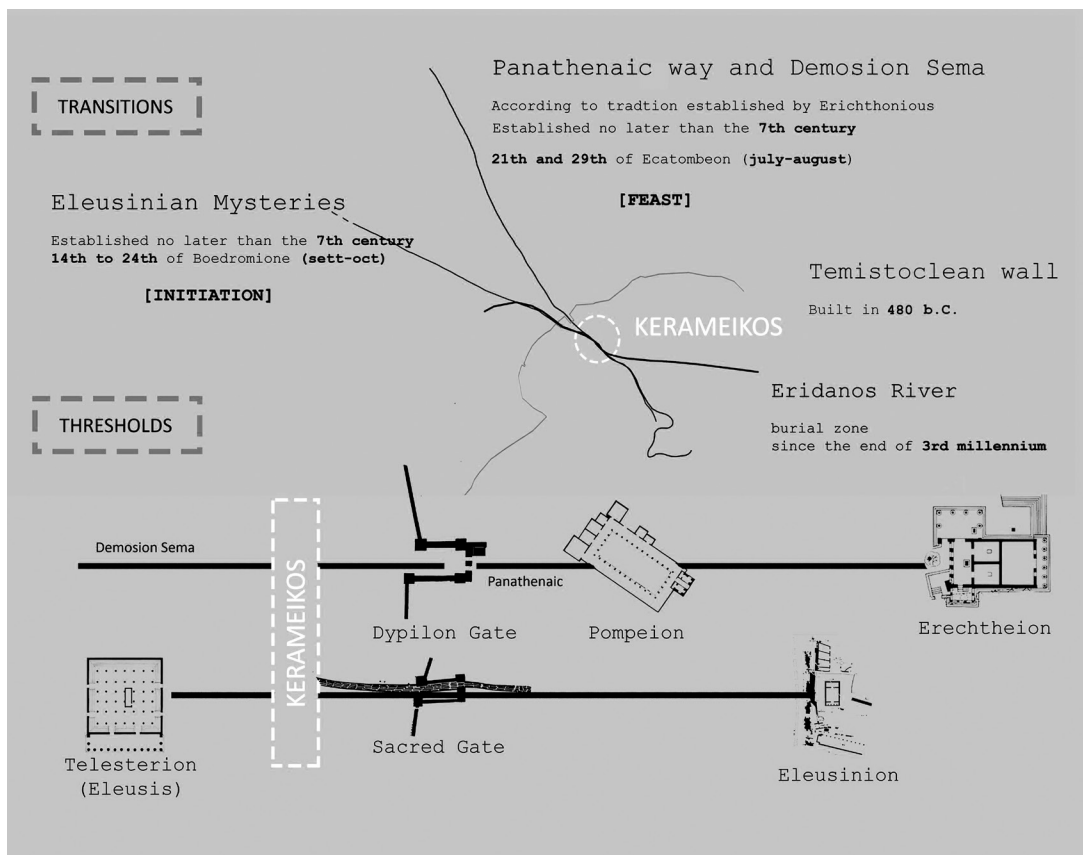 TRANSITIONS
Panathenaic way and Demosion Sema
According to tradtion established by Erichthonious
Established no later than the 7th century
21th and 29th of Ecatombeon (july-august)
[FEAST]
Eleusinian Mysteries
Established no later than the 7th century
14th to 24th of Boedromione (sett-oct)
[INITIATION]
Temistoclean wall
Built in 480 b.C.
KERAMEIKOS
Eridanos River
burial zone
since the end of 3rd millennium
THRESHOLDS
Demosion Sema
KERAMEIKOS
Panathenaic
Dypilon Gate
Pompeion
Erechtheion
Telesterion
(Eleusis)
Sacred Gate
Eleusinion